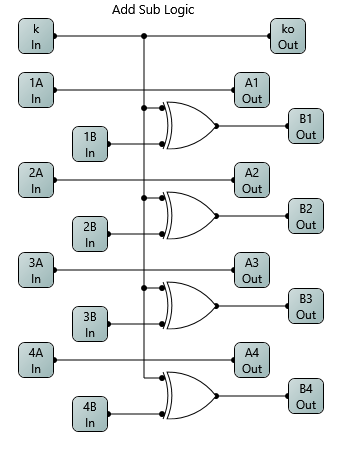 Add Sub Logic
k
In
ko
Out
1A
In
A1
Out
1B
In
B1
Out
2A
In
A2
Out
2B
In
B2
Out
3A
In
A3
Out
3B
In
B3
Out
4A
In
A4
Out
4B
In
B4
Out